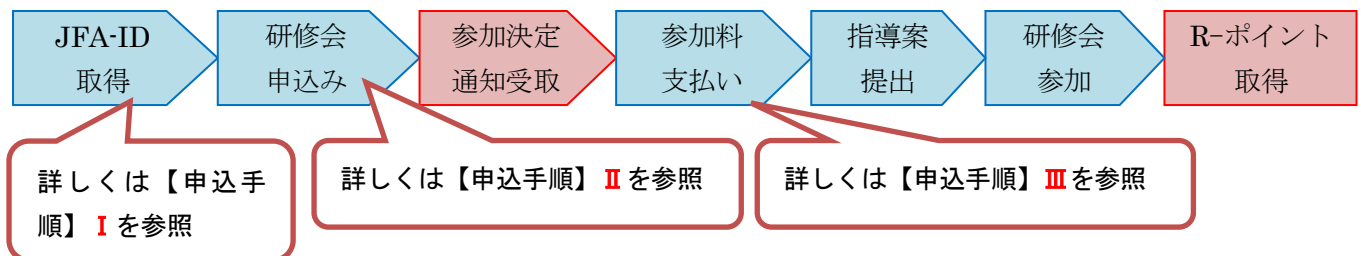 JFA-ID
取得
研修会
申込み
参加決定
通知受取
参加料
支払い
指導案
提出
研修会
参加
R-ポイント
取得
詳しくは【申込手
順】Ⅰを参照
詳しくは【申込手順】Ⅱを参照
詳しくは【申込手順】Ⅲを参照